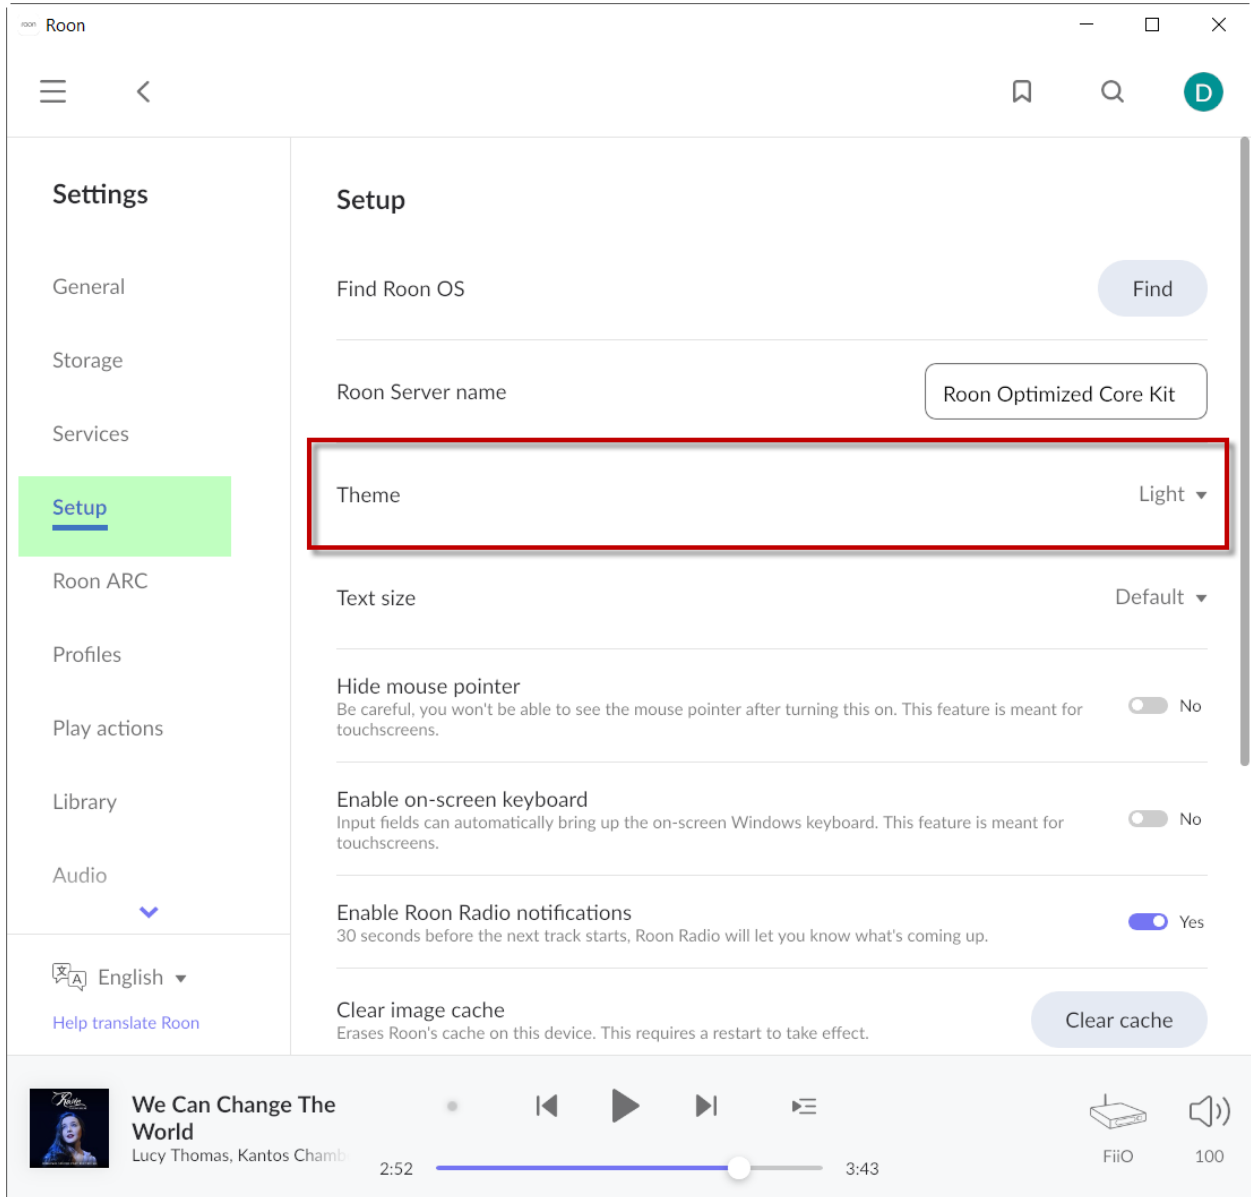 roon Roon
D
Settings
General
Storage
Services
Setup
Roon ARC
Profiles
Play actions
Library
Audio
English
Help translate Roon
Setup
Find Roon OS
Find
Roon Server name
Roon Optimized Core Kit
Theme
Light
Text size
Default
Hide mouse pointer
Be careful, you won't be able to see the mouse pointer after turning this on. This feature is meant for
touchscreens.
No
Enable on-screen keyboard
Input fields can automatically bring up the on-screen Windows keyboard. This feature is meant for
touchscreens.
No
Enable Roon Radio notifications
30 seconds before the next track starts, Roon Radio will let you know what's coming up.
Yes
Clear image cache
Erases Roon's cache on this device. This requires a restart to take effect.
Clear cache
We Can Change The
World
Lucy Thomas, Kantos Chamb
2:52
3:43
FiiO
100